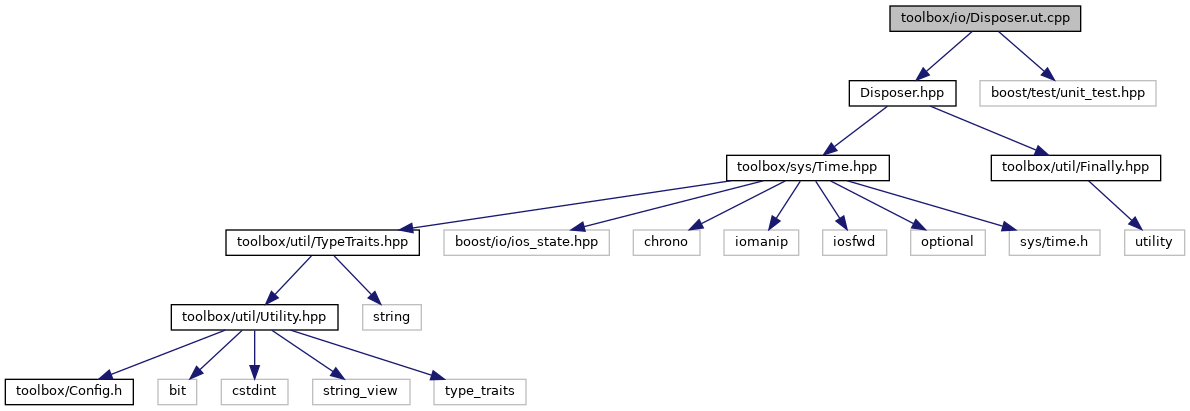 toolbox/io/Disposer.ut.cpp
Disposer.hpp
boost/test/unit_test.hpp
toolbox/sys/Time.hpp
toolbox/util/Finally.hpp
toolbox/util/TypeTraits.hpp
boost/io/ios_state.hpp
chrono
iomanip
iosfwd
optional
sys/time.h
utility
toolbox/util/Utility.hpp
string
toolbox/Config.h
bit
cstdint
string_view
type_traits